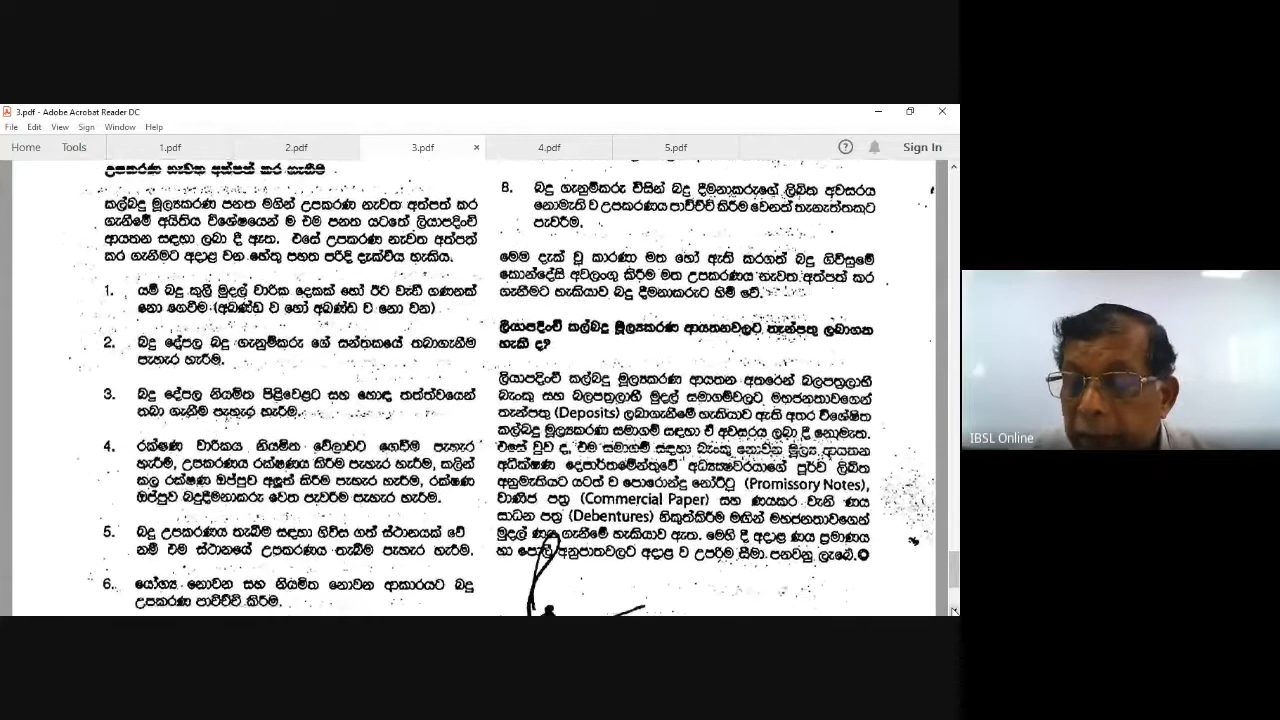 3.pdf - Adobe Acrobat Reader DC
File Edit View Sign Window Help
Home Tools 1.pdf 2.pdf 3.pdf × 4.pdf 5.pdf Sign In
උපකරණ නැවත අත්පත් කර ගැනීම
කල්බදු මූල්‍යකරණ පනත මගින් උපකරණ නැවත අත්පත් කර
ගැනීමේ අයිතිය විශේෂයෙන් ම එම පනත යටතේ ලියාපදිංචි
ආයතන සඳහා ලබා දී ඇත. එසේ උපකරණ නැවත අත්පත්
කර ගැනීමට අදාළ වන හේතු පහත පරිදි දැක්විය හැකිය.
1. යම් බදු කුලී මුදල් වාරික දෙකක් හෝ ඊට වැඩි ගණනක්
නො ගෙවීම (අඛණ්ඩ ව හෝ අඛණ්ඩ ව නො වන)
2. බදු දේපල බදු ගැනුම්කරු ගේ සන්තකයේ තබාගැනීම
පැහැර හැරීම.
3. බදු දේපල නියමිත පිළිවෙළට සහ හොඳ තත්ත්වයෙන්
තබා ගැනීම පැහැර හැරීම.
4. රක්ෂණ වාරිකය නියමිත වේලාවට ගෙවීම පැහැර
හැරීම, උපකරණය රක්ෂණය කිරීම පැහැර හැරීම, කලින්
කල රක්ෂණ ඔප්පුව අලුත් කිරීම පැහැර හැරීම, රක්ෂණ
ඔප්පුව බදුදීමනාකරු වෙත පැවරීම පැහැර හැරීම.
5. බදු උපකරණය තැබීම සඳහා ගිවිස ගත් ස්ථානයක් වේ
නම් එම ස්ථානයේ උපකරණය තැබීම පැහැර හැරීම.
6. යෝග්‍ය නොවන සහ නියමිත නොවන ආකාරයට බදු
උපකරණ පාවිච්චි කිරීම.
8. බදු ගැනුම්කරු විසින් බදු දීමනාකරුගේ ලිඛිත අවසරය
නොමැති ව උපකරණය පාවිච්චි කිරීම වෙනත් තැනැත්තකුට
පැවරීම.
මෙම දැක් වූ කාරණා මත හෝ ඇති කරගත් බදු ගිවිසුමේ
කොන්දේසි අවලංගු කිරීම මත උපකරණය නැවත අත්පත් කර
ගැනීමට හැකියාව බදු දීමනාකරුට හිමි වේ.
ලියාපදිංචි කල්බදු මූල්‍යකරණ ආයතනවලට තැන්පතු ලබාගත
හැකි ද?
ලියාපදිංචි කල්බදු මූල්‍යකරණ ආයතන අතරෙන් බලපත්‍රලාභී
බැංකු සහ බලපත්‍රලාභී මුදල් සමාගම්වලට මහජනතාවගෙන්
තැන්පතු (Deposits) ලබාගැනීමේ හැකියාව ඇති අතර විශේෂිත
කල්බදු මූල්‍යකරණ සමාගම් සඳහා ඒ අවසරය ලබා දී නොමැත.
එසේ වුව ද, එම සමාගම් සඳහා බැංකු නොවන මූල්‍ය ආයතන
අධීක්ෂණ දෙපාර්තමේන්තුවේ අධ්‍යක්ෂවරයාගේ පූර්ව ලිඛිත
අනුමැතියට යටත් ව පොරොන්දු නෝට්ටු (Promissory Notes),
වාණිජ පත්‍ර (Commercial Paper) සහ ණයකර වැනි ණය
සාධන පත්‍ර (Debentures) නිකුත්කිරීම මඟින් මහජනතාවගෙන්
මුදල් ණය ගැනීමේ හැකියාව ඇත. මෙහි දී අදාළ ණය ප්‍රමාණය
හා පොලී අනුපාතවලට අදාළ ව උපරිම සීමා පනවනු ලැබේ.
IBSL Online